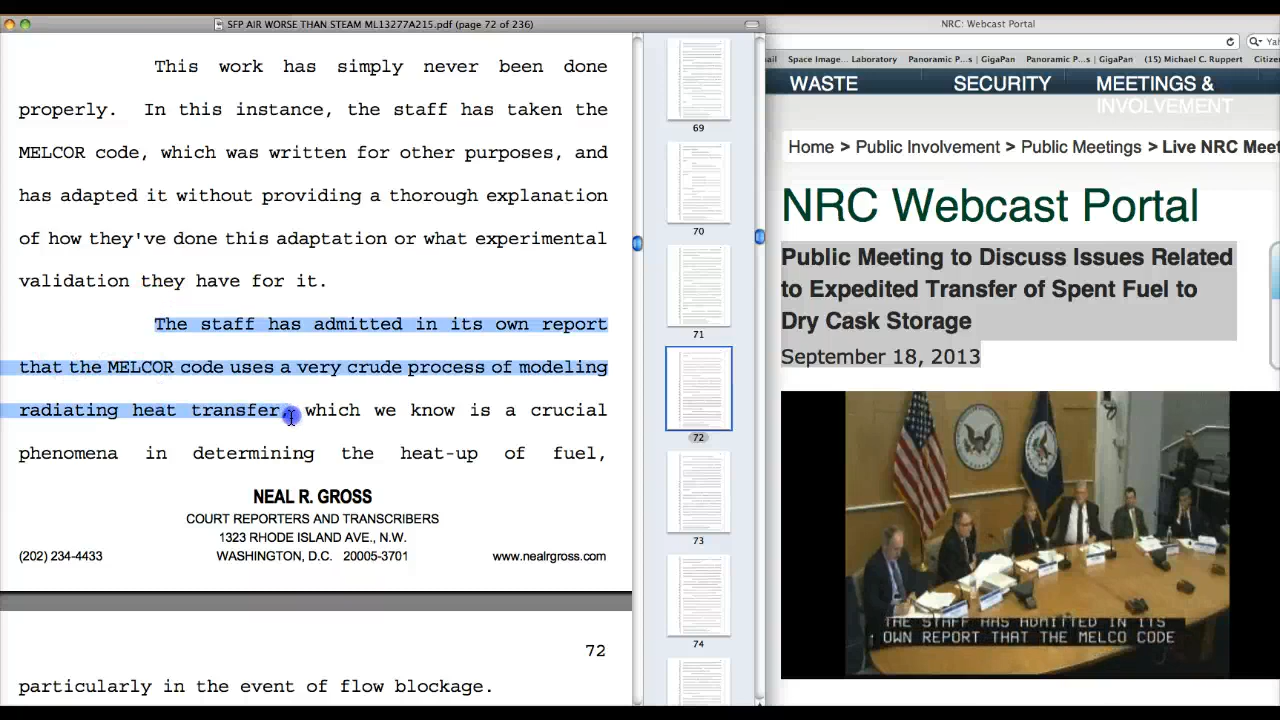 SFP AIR WORSE THAN STEAM ML13277A215.pdf (page 72 of 236)
This work has simply never been done
properly. In this instance, the staff has taken the
MELCOR code, which was written for other purposes, and
has adapted it without providing a thorough explanation
of how they've done this adaptation or what experimental
validation they have for it.
The staff has admitted in its own report
that the MELCOR code uses a very crude process of modeling
radiating heat transfer, which we know is a crucial
phenomena in determining the heat-up of fuel,
NEAL R. GROSS
COURT REPORTERS AND TRANSCRIBERS
1323 RHODE ISLAND AVE., N.W.
(202) 234-4433 WASHINGTON, D.C. 20005-3701 www.nealrgross.com
72
particularly in the event of flow blockage.
69
70
71
72
73
74
NRC: Webcast Portal
Ya
ail Space Image... Laboratory Panoramic P...s | GigaPan Panoramic P...s | GigaPan Michael C. Ruppert Citizen
WASTE SECURITY MEETINGS &
INVOLVEMENT
Home > Public Involvement > Public Meetings > Live NRC Meet
NRC Webcast Portal
Public Meeting to Discuss Issues Related
to Expedited Transfer of Spent Fuel to
Dry Cask Storage
September 18, 2013
THE STAFF HAS ADMITTED IN ITS
OWN REPORT THAT THE MELCO CODE